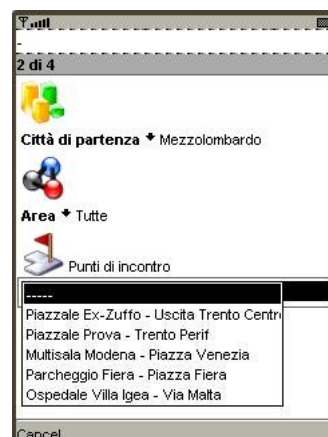 -
2 di 4
Città di partenza Mezzolombardo
Area Tutte
Punti di incontro
-----
Piazzale Ex-Zuffo - Uscita Trento Centr
Piazzale Prova - Trento Perif
Multisala Modena - Piazza Venezia
Parcheggio Fiera - Piazza Fiera
Ospedale Villa Igea - Via Malta
Cancel